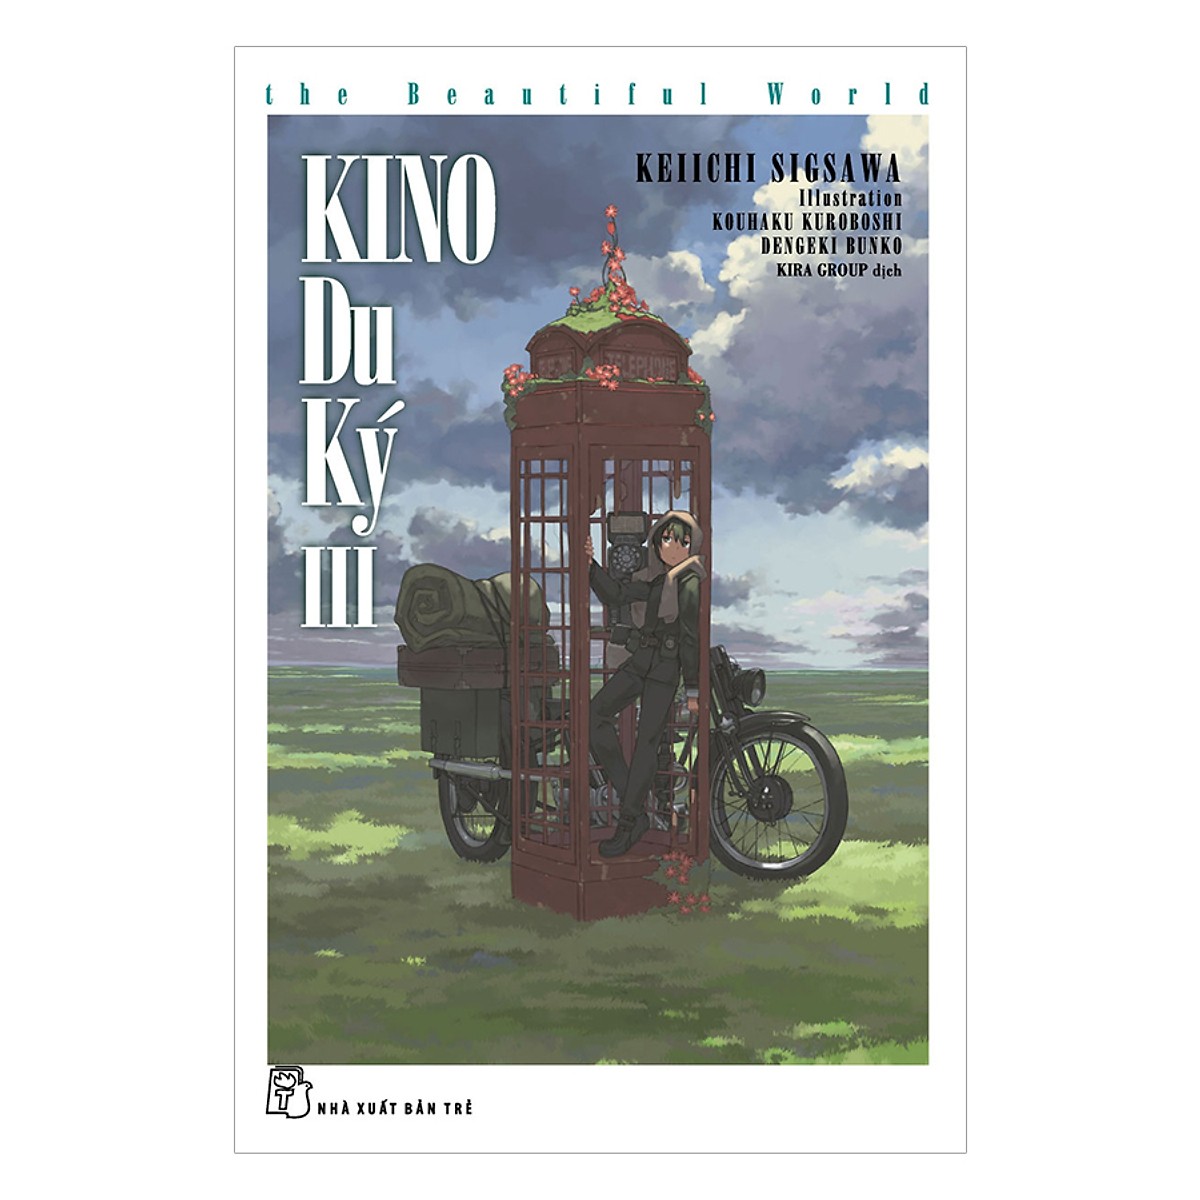 the Beautiful World
KINO
Du
Ký
III
KEIICHI SIGSAWA
Illustration
KOUHAKU KUROBOSHI
DENGEKI BUNKO
KIRA GROUP dịch
TELEPHONE
T
NHÀ XUẤT BẢN TRẺ